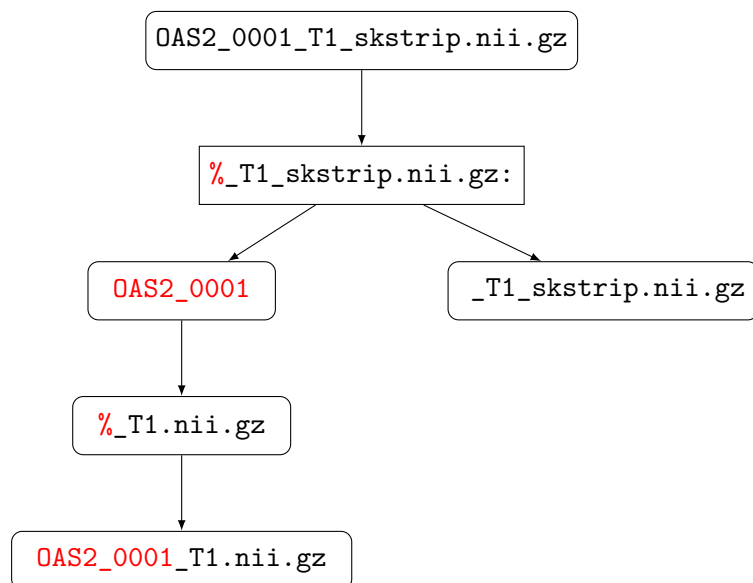 OAS2_0001_T1_skstrip.nii.gz
%_T1_skstrip.nii.gz:
OAS2_0001
_T1_skstrip.nii.gz
%_T1.nii.gz
OAS2_0001_T1.nii.gz